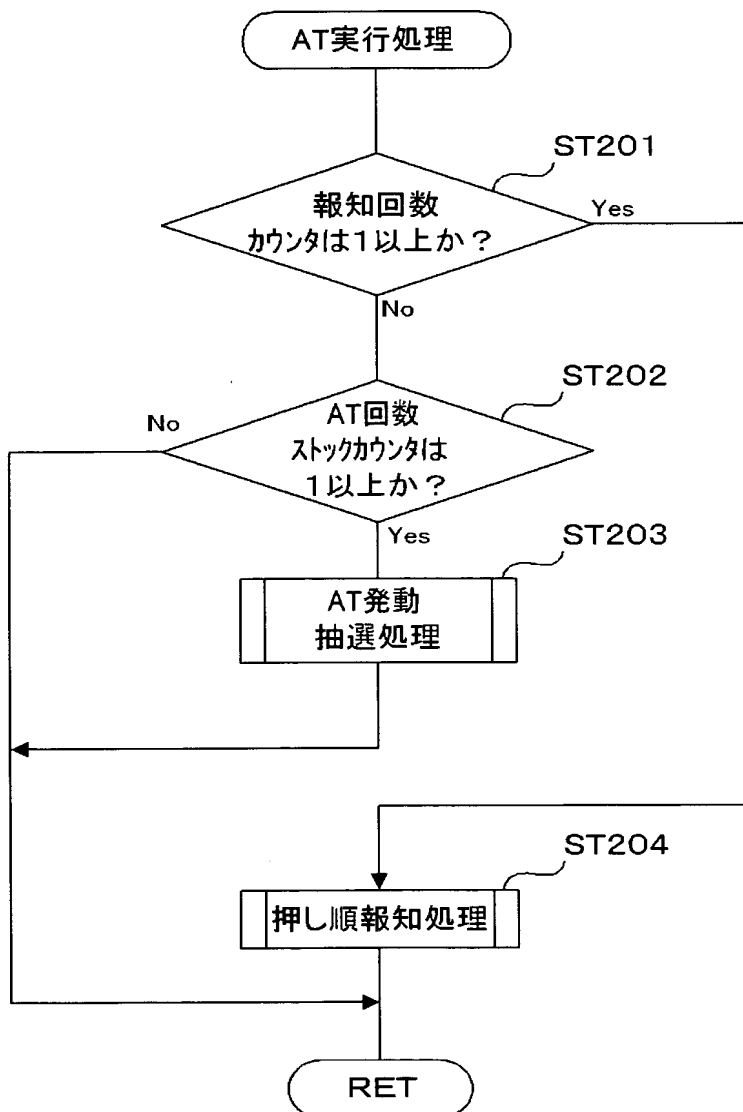 AT実行処理
ST201
報知回数
カウンタは1以上か？
Yes
No
ST202
No
AT回数
ストックカウンタは
1以上か？
Yes
ST203
AT発動
抽選処理
ST204
押し順報知処理
RET